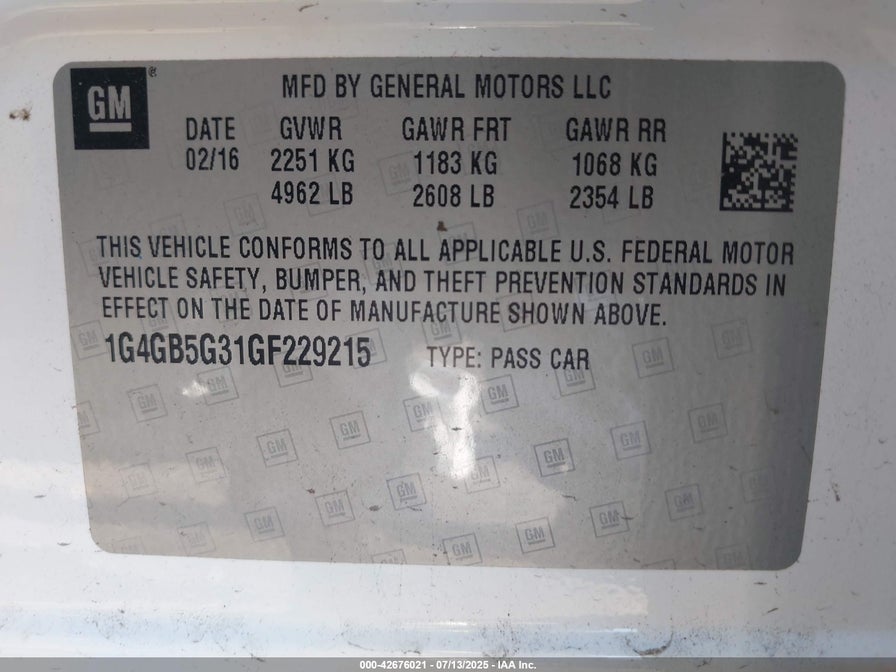 GM ®
MFD BY GENERAL MOTORS LLC
DATE GVWR GAWR FRT GAWR RR
02/16 2251 KG 1183 KG 1068 KG
4962 LB 2608 LB 2354 LB
THIS VEHICLE CONFORMS TO ALL APPLICABLE U.S. FEDERAL MOTOR
VEHICLE SAFETY, BUMPER, AND THEFT PREVENTION STANDARDS IN
EFFECT ON THE DATE OF MANUFACTURE SHOWN ABOVE.
1G4GB5G31GF229215 TYPE: PASS CAR
000-42676021 - 07/13/2025 - IAA Inc.